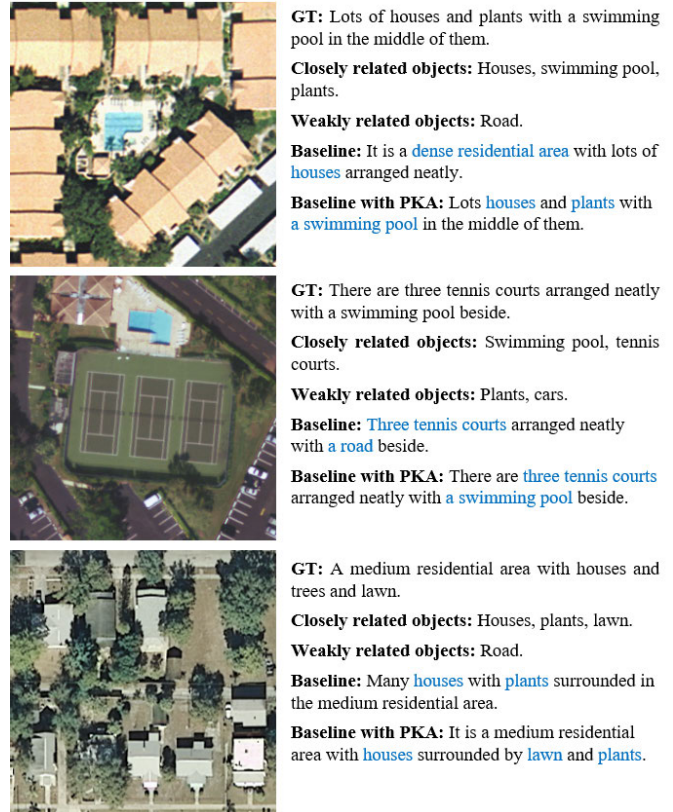 GT: Lots of houses and plants with a swimming
pool in the middle of them.
Closely related objects: Houses, swimming pool,
plants.
Weakly related objects: Road.
Baseline: It is a dense residential area with lots of
houses arranged neatly.
Baseline with PKA: Lots houses and plants with
a swimming pool in the middle of them.
GT: There are three tennis courts arranged neatly
with a swimming pool beside.
Closely related objects: Swimming pool, tennis
courts.
Weakly related objects: Plants, cars.
Baseline: Three tennis courts arranged neatly
with a road beside.
Baseline with PKA: There are three tennis courts
arranged neatly with a swimming pool beside.
GT: A medium residential area with houses and
trees and lawn.
Closely related objects: Houses, plants, lawn.
Weakly related objects: Road.
Baseline: Many houses with plants surrounded in
the medium residential area.
Baseline with PKA: It is a medium residential
area with houses surrounded by lawn and plants.